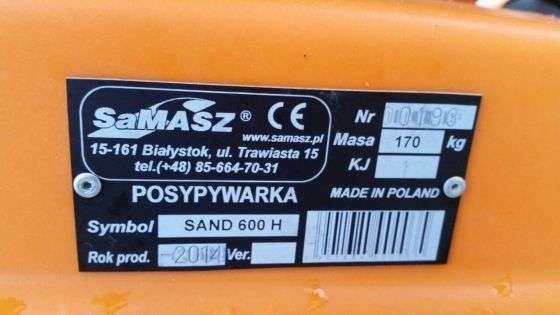 SaMASZ ® CE
www.samasz.pl
15-161 Białystok, ul. Trawiasta 15
tel.(+48) 85-664-70-31
Nr
Masa 170 kg
KJ 1
POSYPYWARKA
MADE IN POLAND
Symbol SAND 600 H
Rok prod. 2014 Ver.